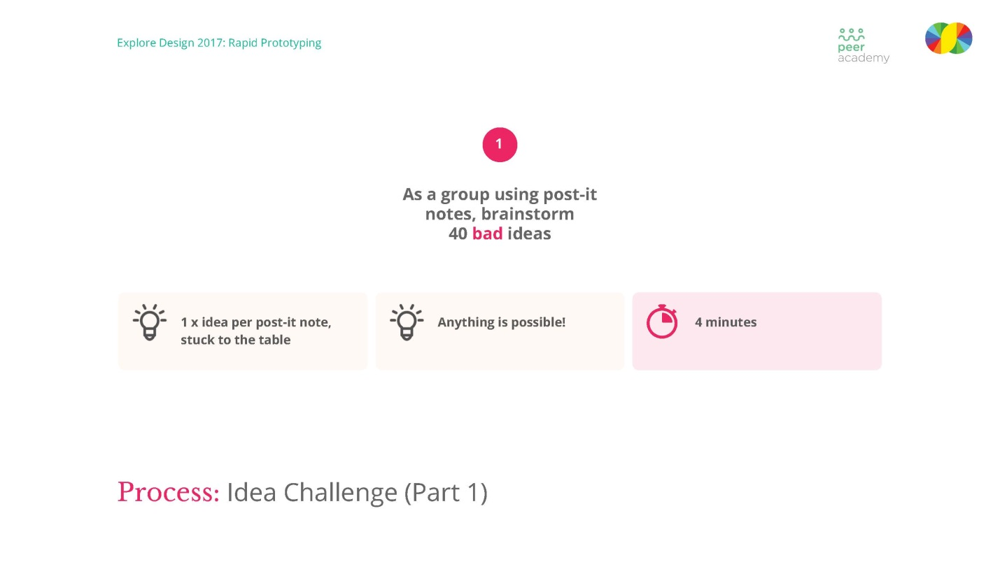 Explore Design 2017: Rapid Prototyping
peer
academy
1
As a group using post-it
notes, brainstorm
40 bad ideas
1 x idea per post-it note,
stuck to the table
Anything is possible!
4 minutes
Process: Idea Challenge (Part 1)